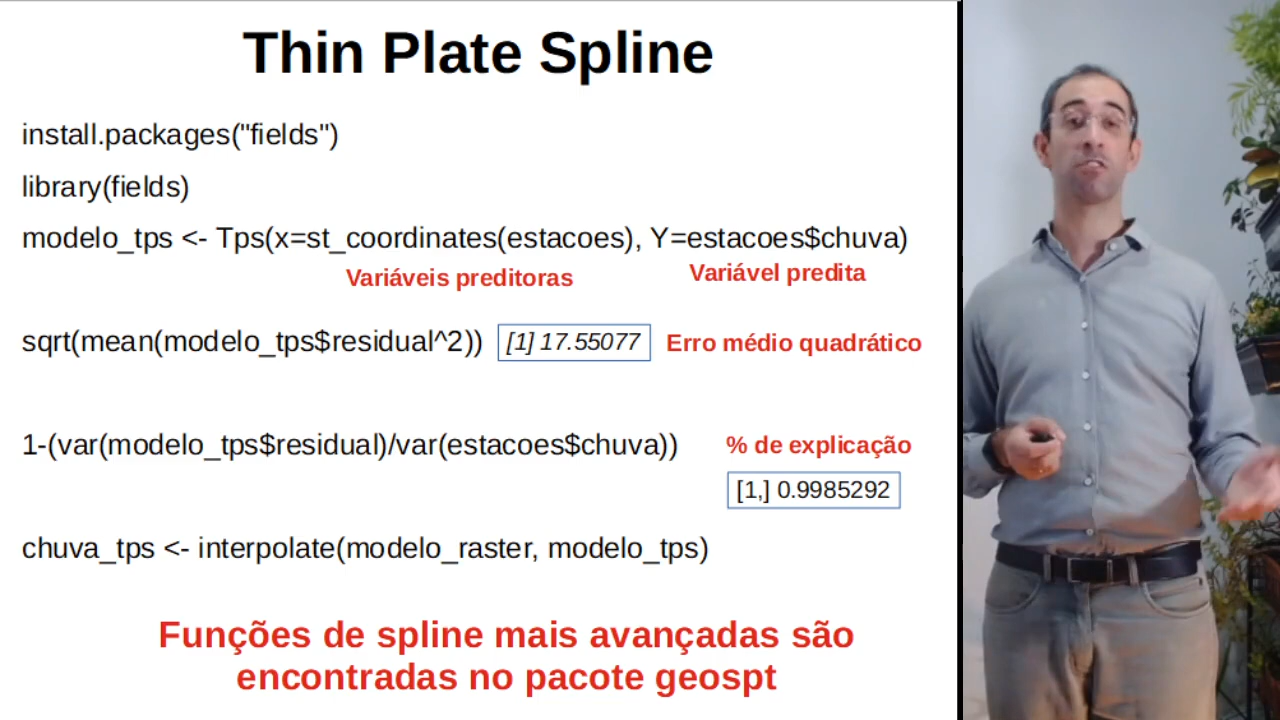 Thin Plate Spline
install.packages("fields")
library(fields)
modelo_tps <- Tps(x=st_coordinates(estacoes), Y=estacoes$chuva)
Variáveis preditoras
Variável predita
sqrt(mean(modelo_tps$residual^2))
[1] 17.55077
Erro médio quadrático
1-(var(modelo_tps$residual)/var(estacoes$chuva))
% de explicação
[1,] 0.9985292
chuva_tps <- interpolate(modelo_raster, modelo_tps)
Funções de spline mais avançadas são
encontradas no pacote geospt